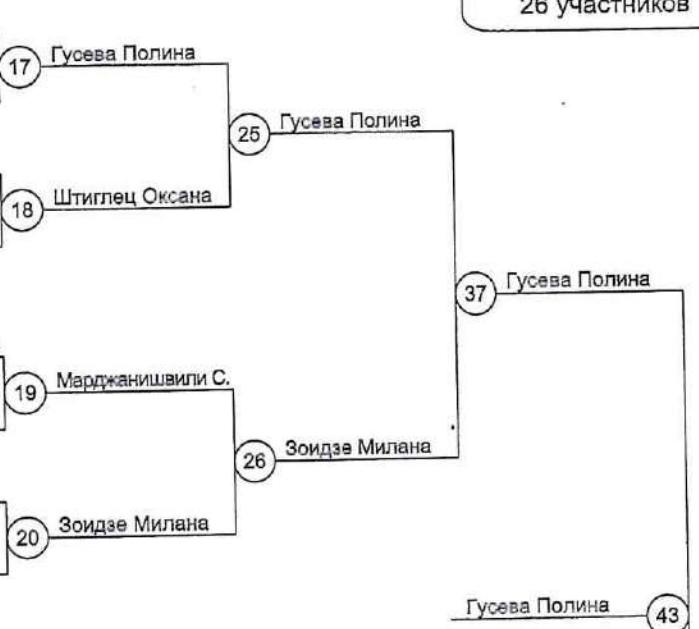 26 участников
17 Гусева Полина
25 Гусева Полина
18 Штиглец Оксана
37 Гусева Полина
19 Марджанишвили С.
26 Зоидзе Милана
20 Зоидзе Милана
Гусева Полина 43